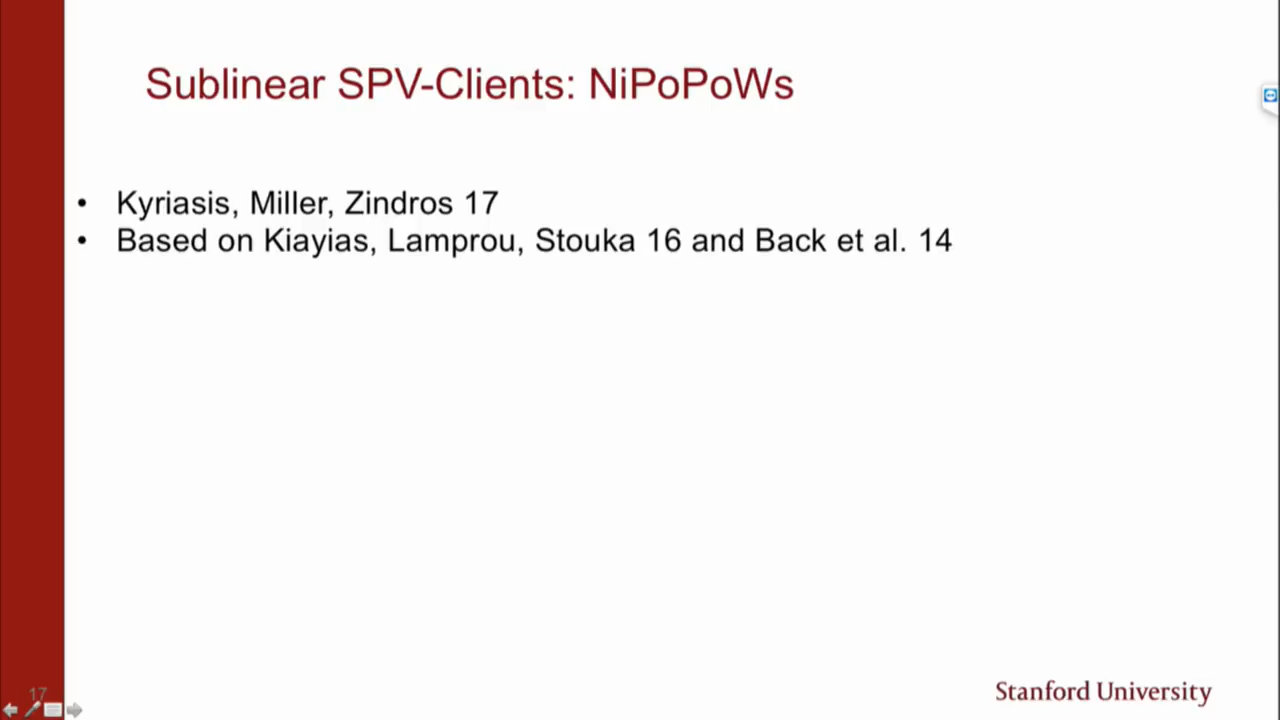 Sublinear SPV-Clients: NiPoPoWs
• Kyriasis, Miller, Zindros 17
• Based on Kiayias, Lamprou, Stouka 16 and Back et al. 14
17
Stanford University